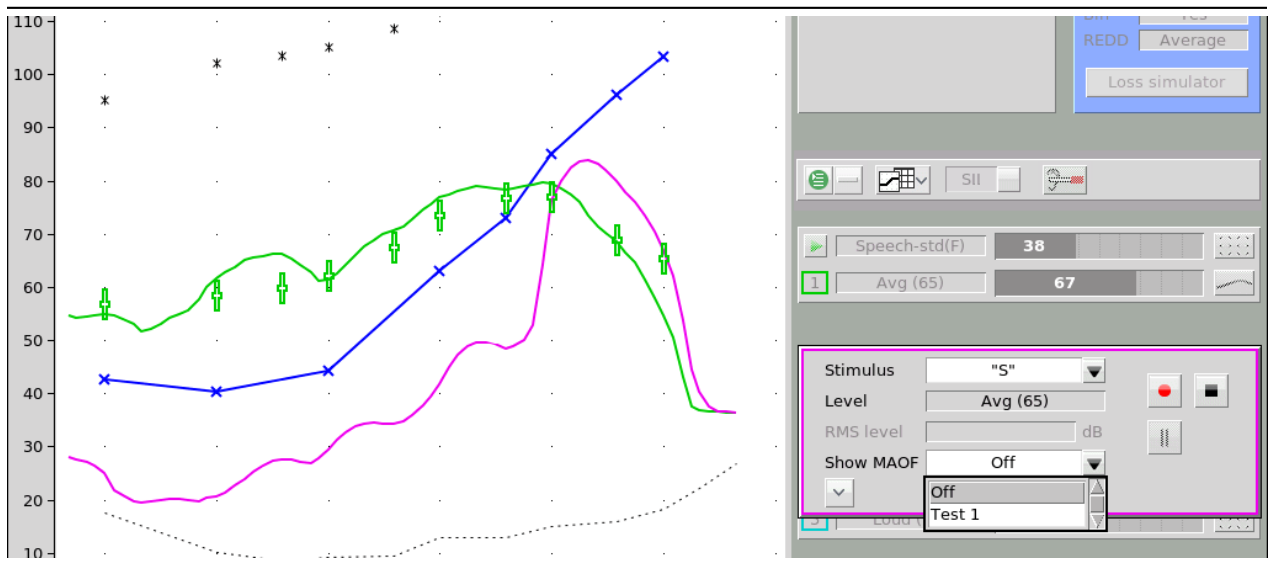 110
100
90
80
70
60
50
40
30
20
10
REDD Average
Loss simulator
SII
Speech-std(F) 38
1 Avg (65) 67
Stimulus "S"
Level Avg (65)
RMS level dB
Show MAOF Off
Off
Test 1